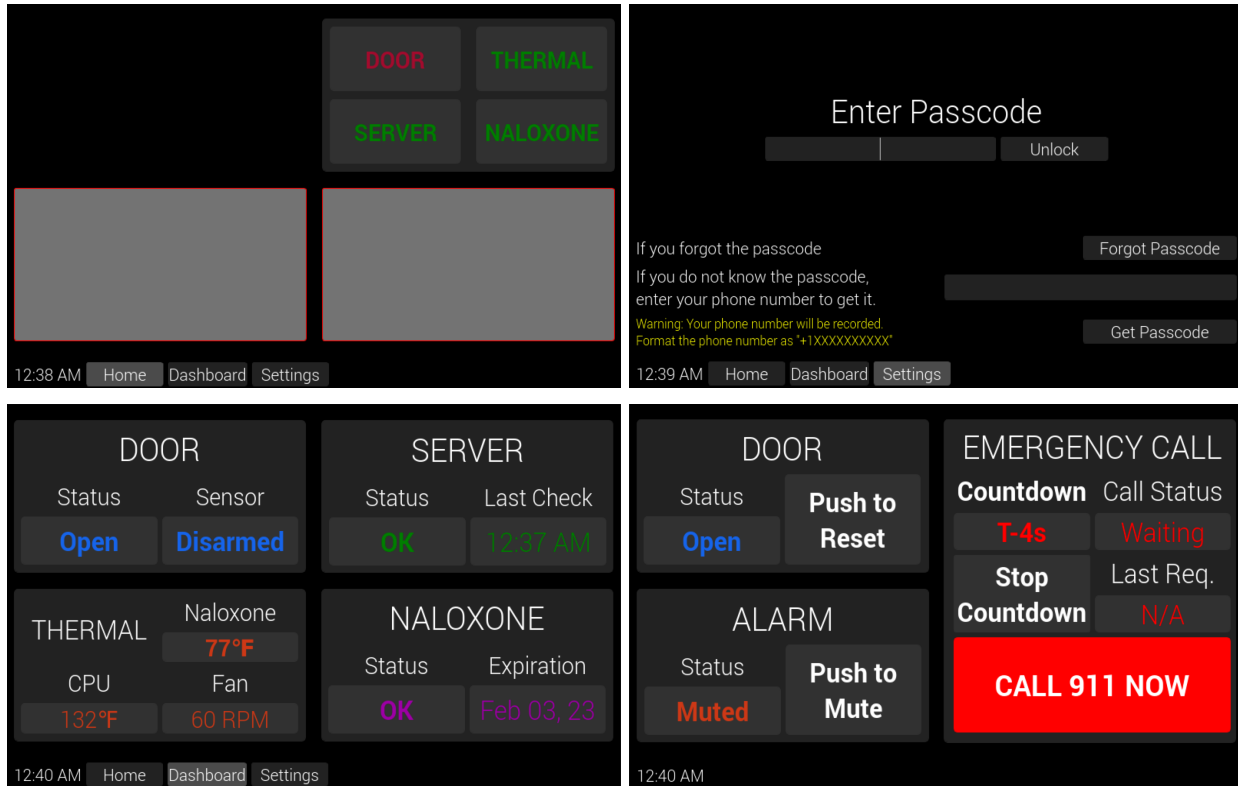 DOOR THERMAL
SERVER NALOXONE
12:38 AM Home Dashboard Settings
Enter Passcode
Unlock
If you forgot the passcode Forgot Passcode
If you do not know the passcode,
enter your phone number to get it.
Warning: Your phone number will be recorded.
Format the phone number as "+1XXXXXXXXXX"
Get Passcode
12:39 AM Home Dashboard Settings
DOOR
Status Sensor
Open Disarmed
SERVER
Status Last Check
OK 12:37 AM
THERMAL
Naloxone
77°F
CPU Fan
132°F 60 RPM
NALOXONE
Status Expiration
OK Feb 03, 23
12:40 AM Home Dashboard Settings
DOOR
Status
Open
Push to
Reset
ALARM
Status
Muted
Push to
Mute
EMERGENCY CALL
Countdown Call Status
T-4s Waiting
Stop
Countdown
Last Req.
N/A
CALL 911 NOW
12:40 AM